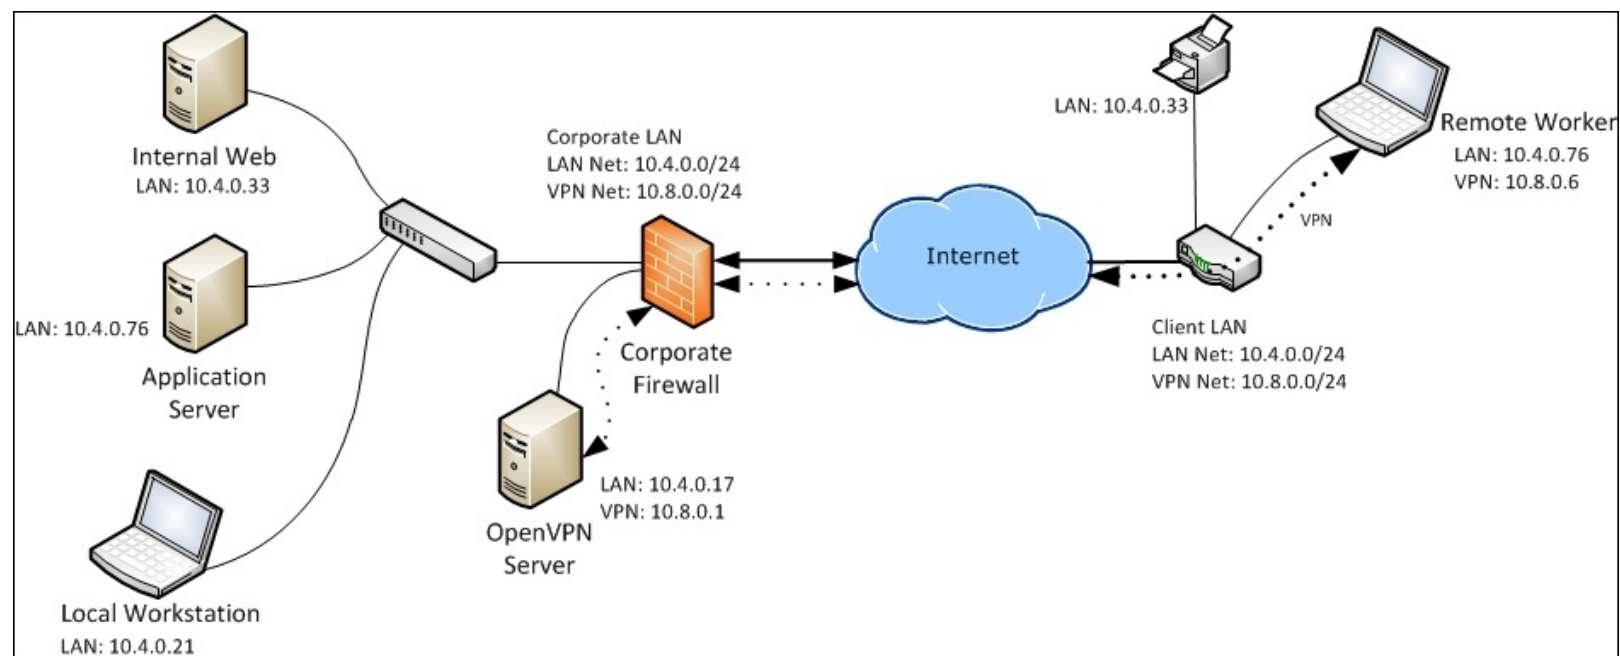 Internal Web
LAN: 10.4.0.33
LAN: 10.4.0.76
Application
Server
Local Workstation
LAN: 10.4.0.21
Corporate LAN
LAN Net: 10.4.0.0/24
VPN Net: 10.8.0.0/24
Corporate
Firewall
LAN: 10.4.0.17
VPN: 10.8.0.1
OpenVPN
Server
Internet
LAN: 10.4.0.33
Remote Worker
LAN: 10.4.0.76
VPN: 10.8.0.6
VPN
Client LAN
LAN Net: 10.4.0.0/24
VPN Net: 10.8.0.0/24